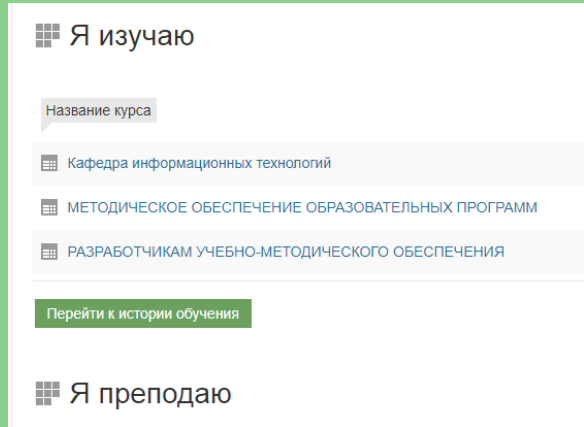 Я изучаю
Название курса
Кафедра информационных технологий
МЕТОДИЧЕСКОЕ ОБЕСПЕЧЕНИЕ ОБРАЗОВАТЕЛЬНЫХ ПРОГРАММ
РАЗРАБОТЧИКАМ УЧЕБНО-МЕТОДИЧЕСКОГО ОБЕСПЕЧЕНИЯ
Перейти к истории обучения
Я преподаю